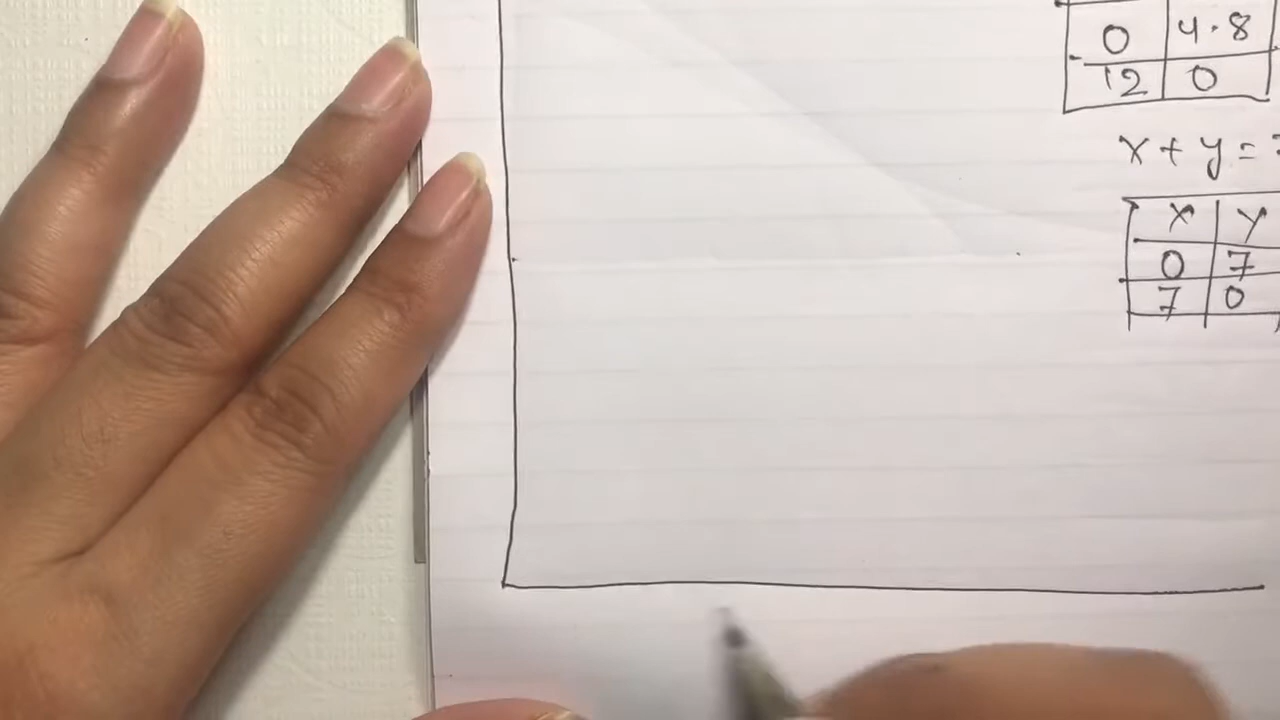 0 4.8
12 0
x + y =
x y
0 7
7 0